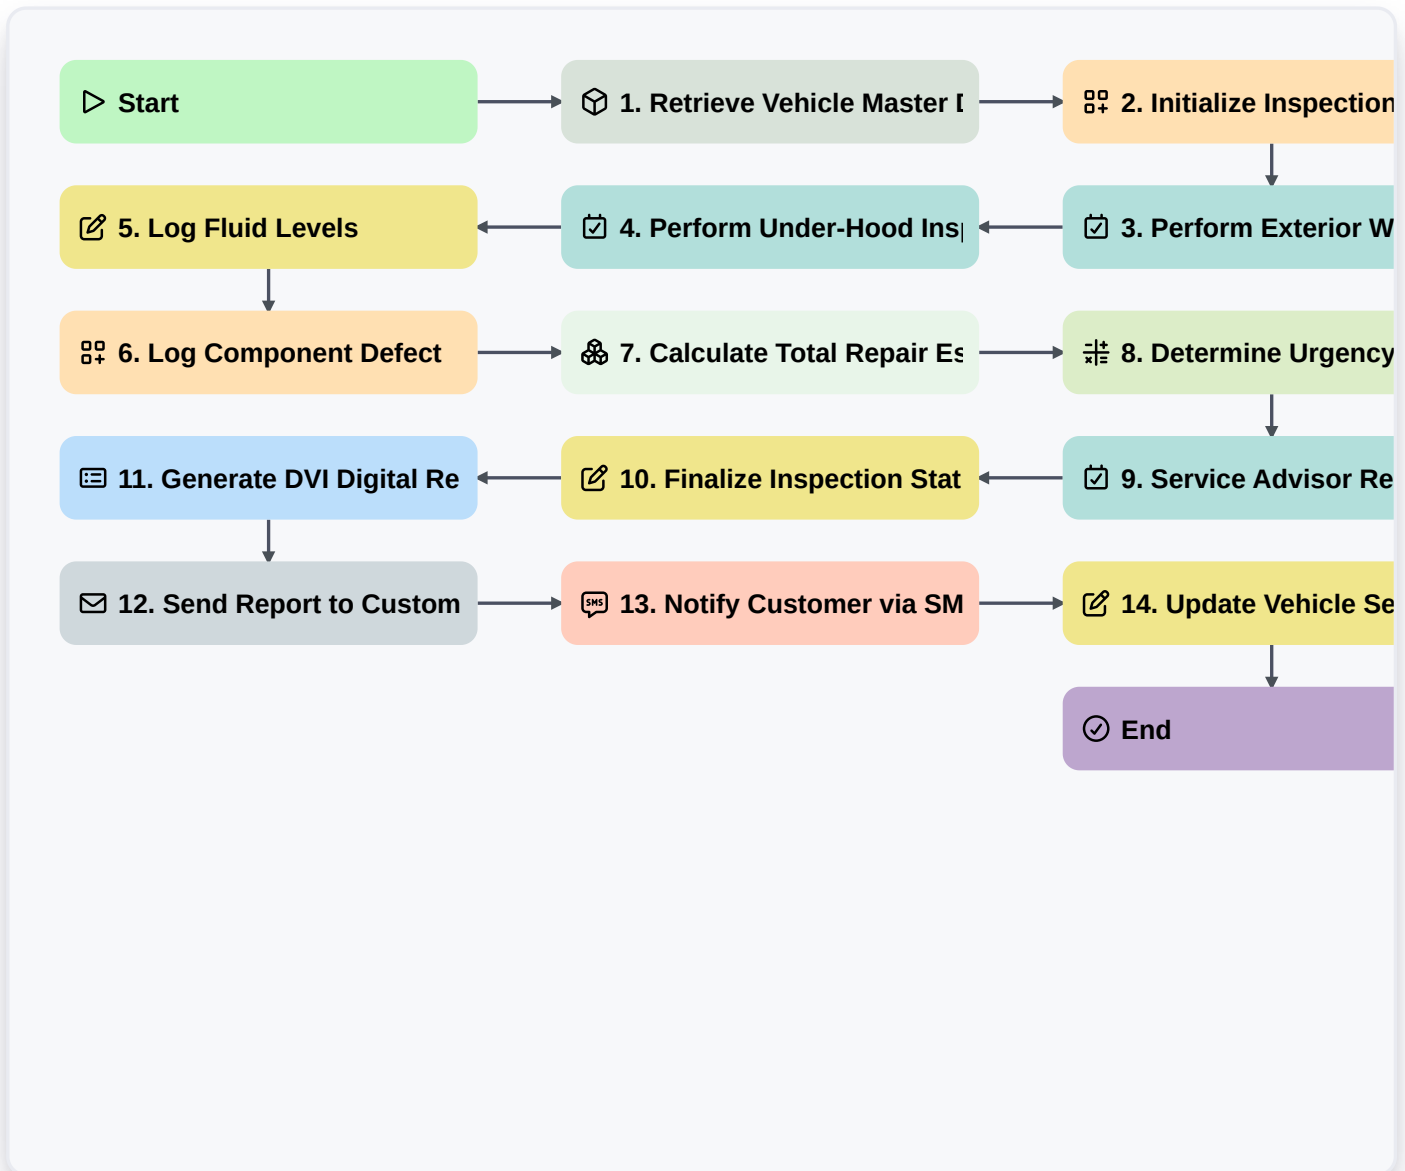 Start
1. Retrieve Vehicle Master
2. Initialize Inspection
5. Log Fluid Levels
4. Perform Under-Hood
3. Perform Exterior
6. Log Component Defect
7. Calculate Total Repair Es
8. Determine Urgency
11. Generate DVI Digital Re
10. Finalize Inspection Stat
9. Service Advisor Re
12. Send Report to Custom
SMS
13. Notify Customer via SM
14. Update Vehicle Se
End